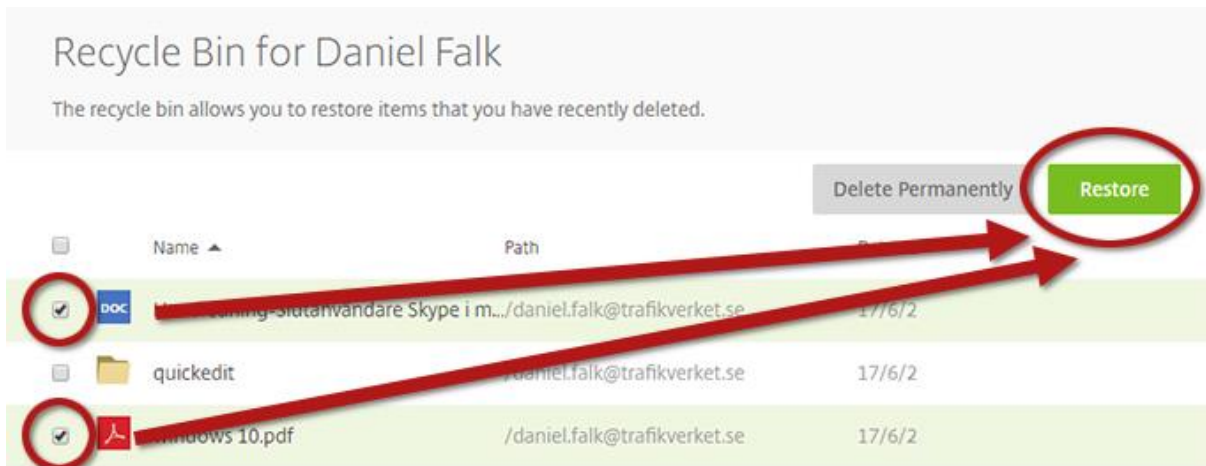 Recycle Bin for Daniel Falk
The recycle bin allows you to restore items that you have recently deleted.
Delete Permanently Restore
Name Path
DOC Skype i m.../daniel.falk@trafikverket.se 17/6/2
quickedit /daniel.falk@trafikverket.se 17/6/2
windows 10.pdf /daniel.falk@trafikverket.se 17/6/2